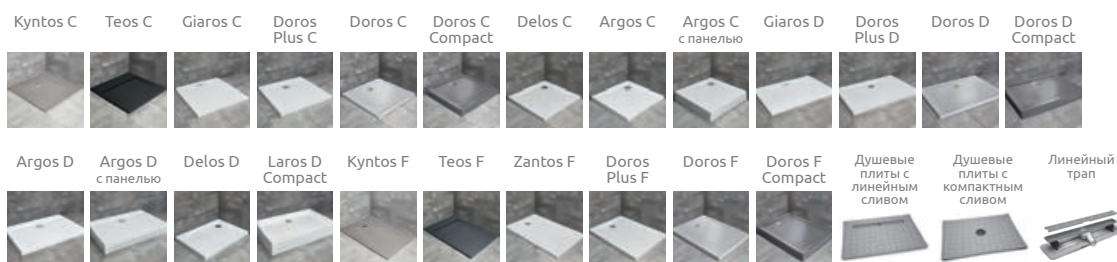 Kyntos C
Teos C
Giaros C
Doros
Plus C
Doros C
Doros C
Compact
Delos C
Argos C
Argos C
с панелью
Giaros D
Doros
Plus D
Doros D
Doros D
Compact
Argos D
Argos D
с панелью
Delos D
Laros D
Compact
Kyntos F
Teos F
Zantos F
Doros
Plus F
Doros F
Doros F
Compact
Душевые
плиты с
линейным
сливом
Душевые
плиты с
компактным
сливом
Линейный
трап